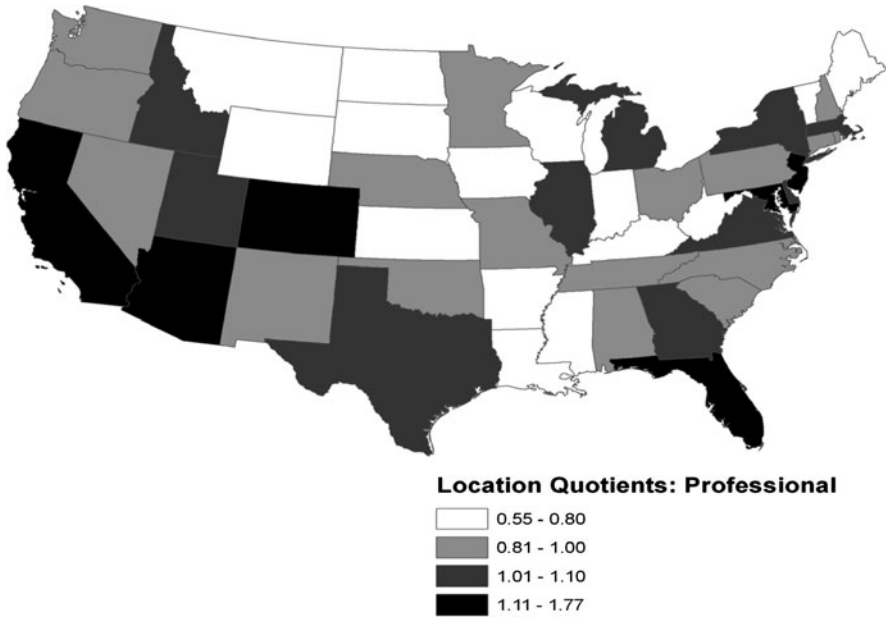 Location Quotients: Professional
0.55 - 0.80
0.81 - 1.00
1.01 - 1.10
1.11 - 1.77